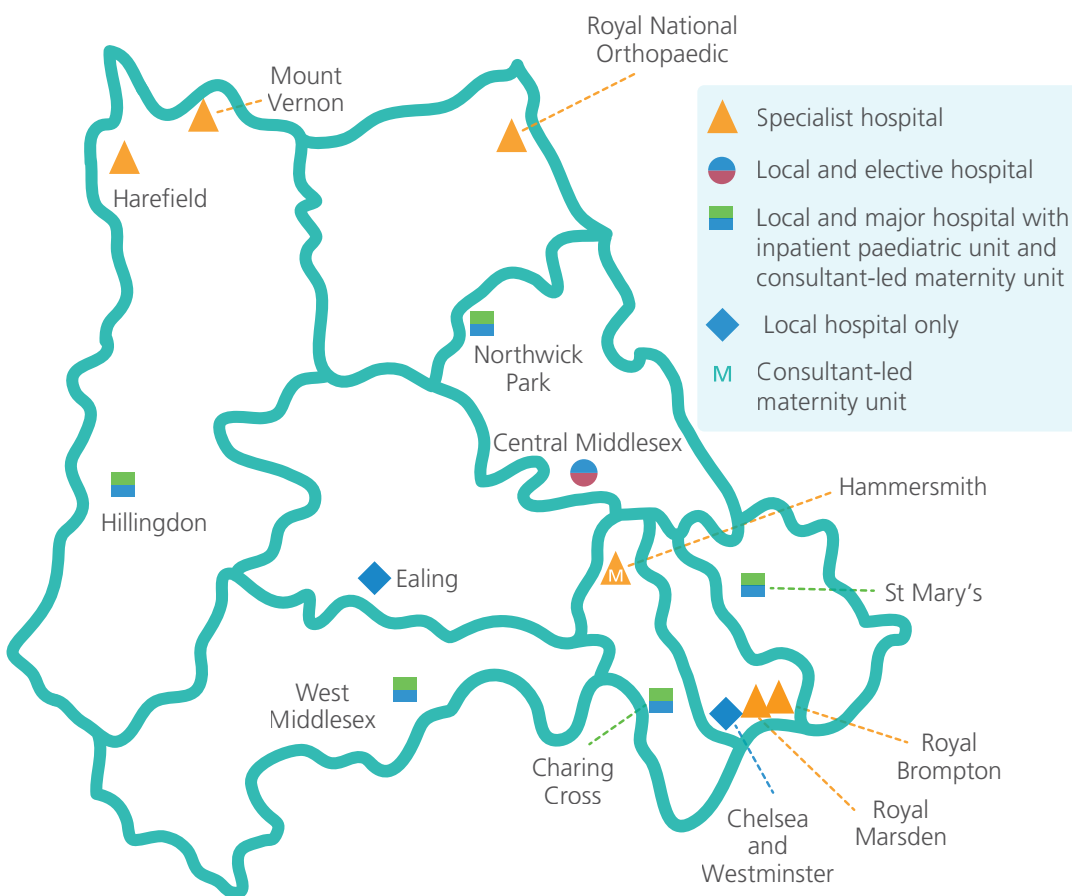 Royal National
Orthopaedic
Mount
Vernon
Harefield
Specialist hospital
Local and elective hospital
Local and major hospital with
inpatient paediatric unit and
consultant-led maternity unit
Local hospital only
M Consultant-led
maternity unit
Northwick
Park
Central Middlesex
Hammersmith
Hillingdon
M
Ealing
St Mary's
West
Middlesex
Charing
Cross
Royal
Brompton
Royal
Marsden
Chelsea
and
Westminster